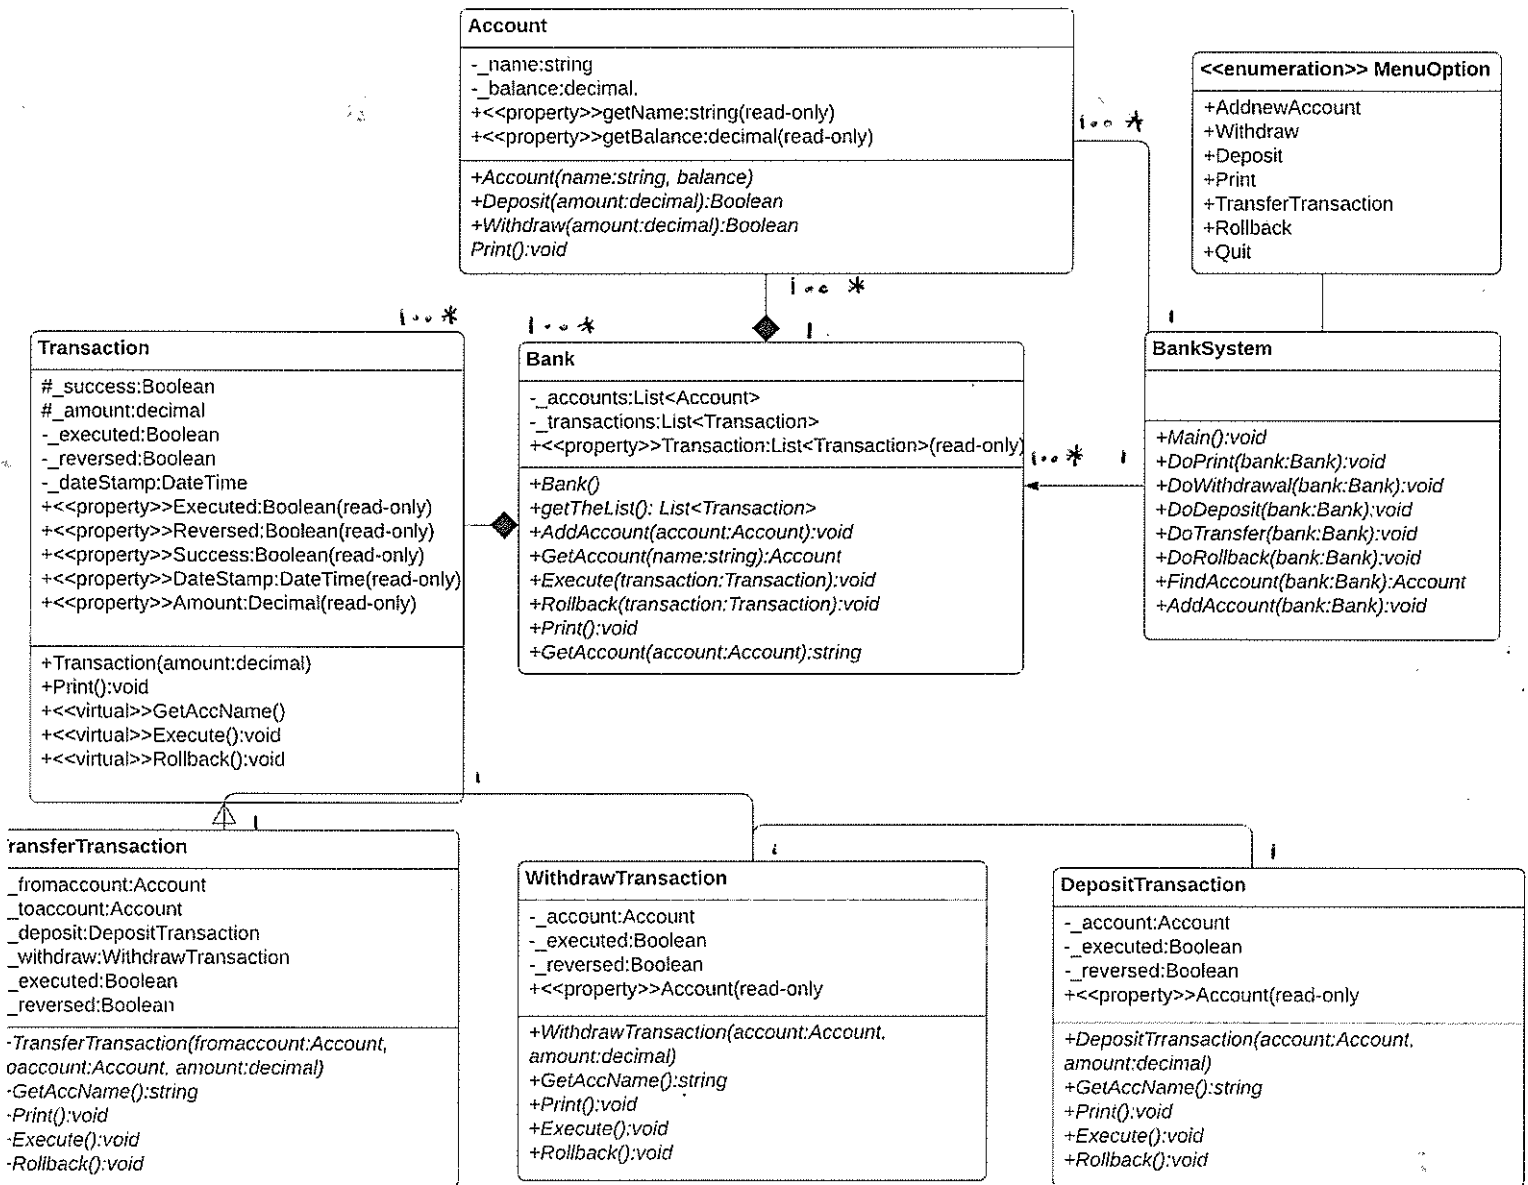 Account
-_name:string
-_balance:decimal.
+<<property>>getName:string(read-only)
+<<property>>getBalance:decimal(read-only)
+Account(name:string, balance)
+Deposit(amount:decimal):Boolean
+Withdraw(amount:decimal):Boolean
Print():void
<<enumeration>> MenuOption
+AddnewAccount
+Withdraw
+Deposit
+Print
+TransferTransaction
+Rollback
+Quit
1..*
1..*
1
1
1..*
1..*
Transaction
#_success:Boolean
#_amount:decimal
-_executed:Boolean
-_reversed:Boolean
-_dateStamp:DateTime
+<<property>>Executed:Boolean(read-only)
+<<property>>Reversed:Boolean(read-only)
+<<property>>Success:Boolean(read-only)
+<<property>>DateStamp:DateTime(read-only)
+<<property>>Amount:Decimal(read-only)
+Transaction(amount:decimal)
+Print():void
+<<virtual>>GetAccName()
+<<virtual>>Execute():void
+<<virtual>>Rollback():void
Bank
-_accounts:List<Account>
-_transactions:List<Transaction>
+<<property>>Transaction:List<Transaction>(read-only)
+Bank()
+getTheList(): List<Transaction>
+AddAccount(account:Account):void
+GetAccount(name:string):Account
+Execute(transaction:Transaction):void
+Rollback(transaction:Transaction):void
+Print():void
+GetAccount(account:Account):string
1..* 1
BankSystem
+Main():void
+DoPrint(bank:Bank):void
+DoWithdrawal(bank:Bank):void
+DoDeposit(bank:Bank):void
+DoTransfer(bank:Bank):void
+DoRollback(bank:Bank):void
+FindAccount(bank:Bank):Account
+AddAccount(bank:Bank):void
1
1
1
1
ransferTransaction
_fromaccount:Account
_toaccount:Account
_deposit:DepositTransaction
_withdraw:WithdrawTransaction
_executed:Boolean
_reversed:Boolean
-TransferTransaction(fromaccount:Account,
oaccount:Account, amount:decimal)
-GetAccName():string
-Print():void
-Execute():void
-Rollback():void
WithdrawTransaction
-_account:Account
-_executed:Boolean
-_reversed:Boolean
+<<property>>Account(read-only
+WithdrawTransaction(account:Account,
amount:decimal)
+GetAccName():string
+Print():void
+Execute():void
+Rollback():void
DepositTransaction
-_account:Account
-_executed:Boolean
-_reversed:Boolean
+<<property>>Account(read-only
+DepositTrransaction(account:Account,
amount:decimal)
+GetAccName():string
+Print():void
+Execute():void
+Rollback():void